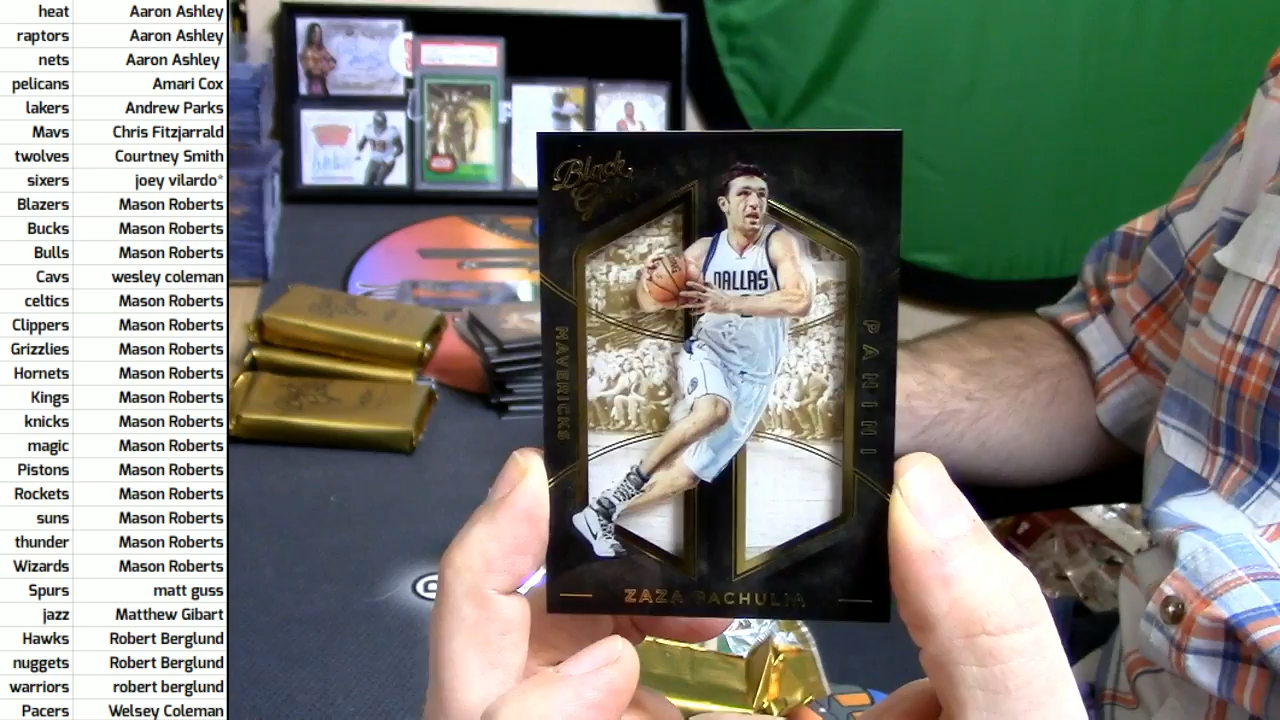 heat Aaron Ashley
raptors Aaron Ashley
nets Aaron Ashley
pelicans Amari Cox
lakers Andrew Parks
Mavs Chris Fitzjarrald
twolves Courtney Smith
sixers joey vilardo*
Blazers Mason Roberts
Bucks Mason Roberts
Bulls Mason Roberts
Cavs wesley coleman
celtics Mason Roberts
Clippers Mason Roberts
Grizzlies Mason Roberts
Hornets Mason Roberts
Kings Mason Roberts
knicks Mason Roberts
magic Mason Roberts
Pistons Mason Roberts
Rockets Mason Roberts
suns Mason Roberts
thunder Mason Roberts
Wizards Mason Roberts
Spurs matt guss
jazz Matthew Gibart
Hawks Robert Berglund
nuggets Robert Berglund
warriors robert berglund
Pacers Welsey Coleman
Black
Gold
DALLAS
MAVERICKS
PANINI
ZAZA PACHULIA